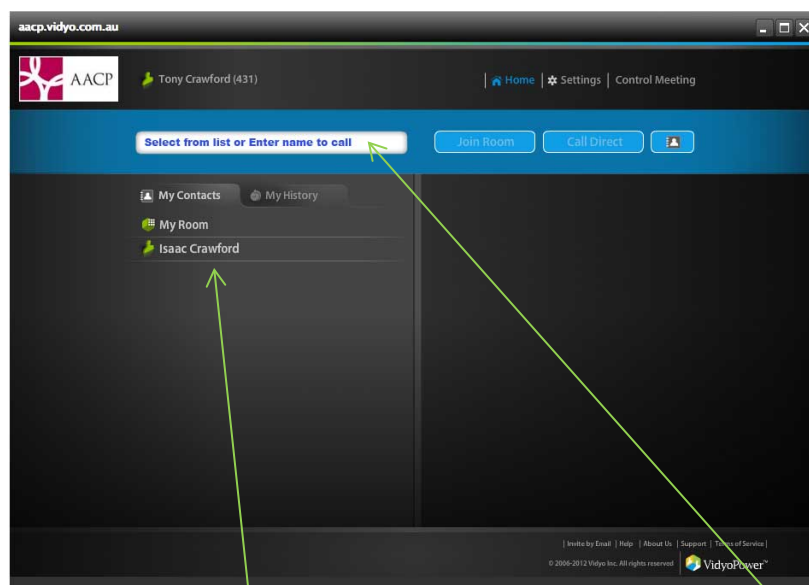 aacp.vidyo.com.au
AACP
Tony Crawford (431)
| Home | Settings | Control Meeting
Select from list or Enter name to call
Join Room
Call Direct
My Contacts
My History
My Room
Isaac Crawford
| Invite by Email | Help | About Us | Support | Terms of Service |
© 2006-2012 Vidyo Inc. All rights reserved
VidyoPower™